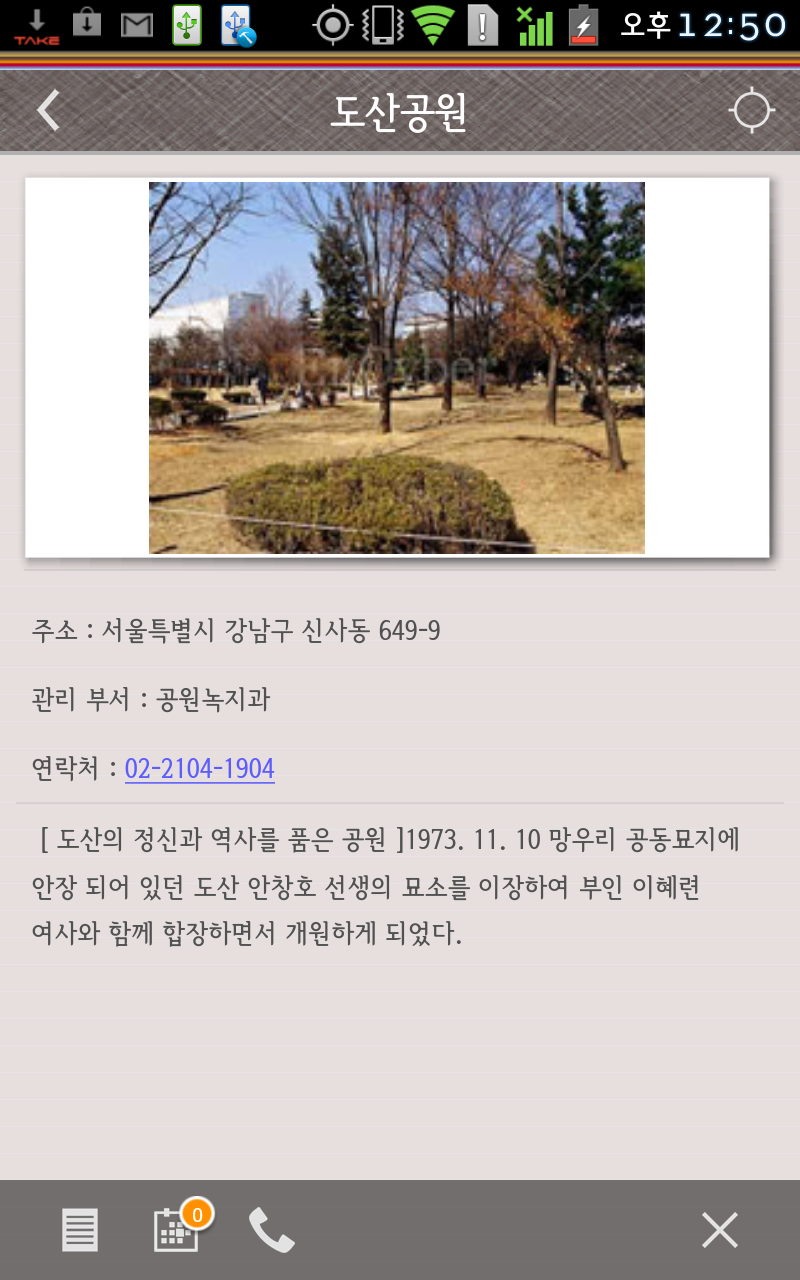 TAKE
오후 12:50
도산공원
주소 : 서울특별시 강남구 신사동 649-9
관리 부서 : 공원녹지과
연락처 : 02-2104-1904
[ 도산의 정신과 역사를 품은 공원 ]1973. 11. 10 망우리 공동묘지에
안장 되어 있던 도산 안창호 선생의 묘소를 이장하여 부인 이혜련
여사와 함께 합장하면서 개원하게 되었다.
0